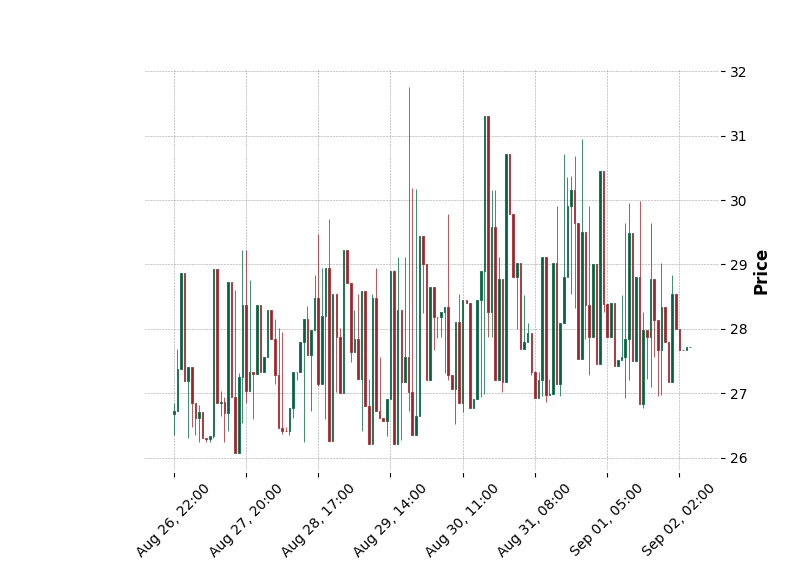 32
31
30
29
28
27
26
Price
Aug 26, 22:00
Aug 27, 20:00
Aug 28, 17:00
Aug 29, 14:00
Aug 30, 11:00
Aug 31, 08:00
Sep 01, 05:00
Sep 02, 02:00